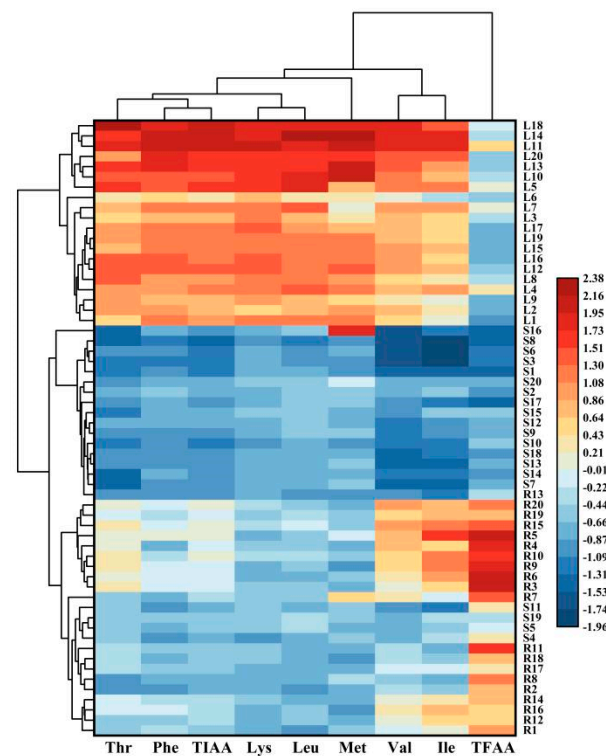 L18
L14
L11
L20
L13
L10
L5
L6
L7
L3
L17
L19
L15
L16
L12
L8
L4
L9
L2
L1
S16
S8
S6
S3
S1
S20
S2
S17
S15
S12
S9
S10
S18
S13
S14
S7
R13
R20
R19
R15
R5
R4
R10
R9
R6
R3
R7
S11
S19
S5
S4
R11
R18
R17
R8
R2
R14
R16
R12
R1
Thr Phe TIAA Lys Leu Met Val Ile TFAA
2.38
2.16
1.95
1.73
1.51
1.30
1.08
0.86
0.64
0.43
0.21
-0.01
-0.22
-0.44
-0.66
-0.87
-1.09
-1.31
-1.53
-1.74
-1.96